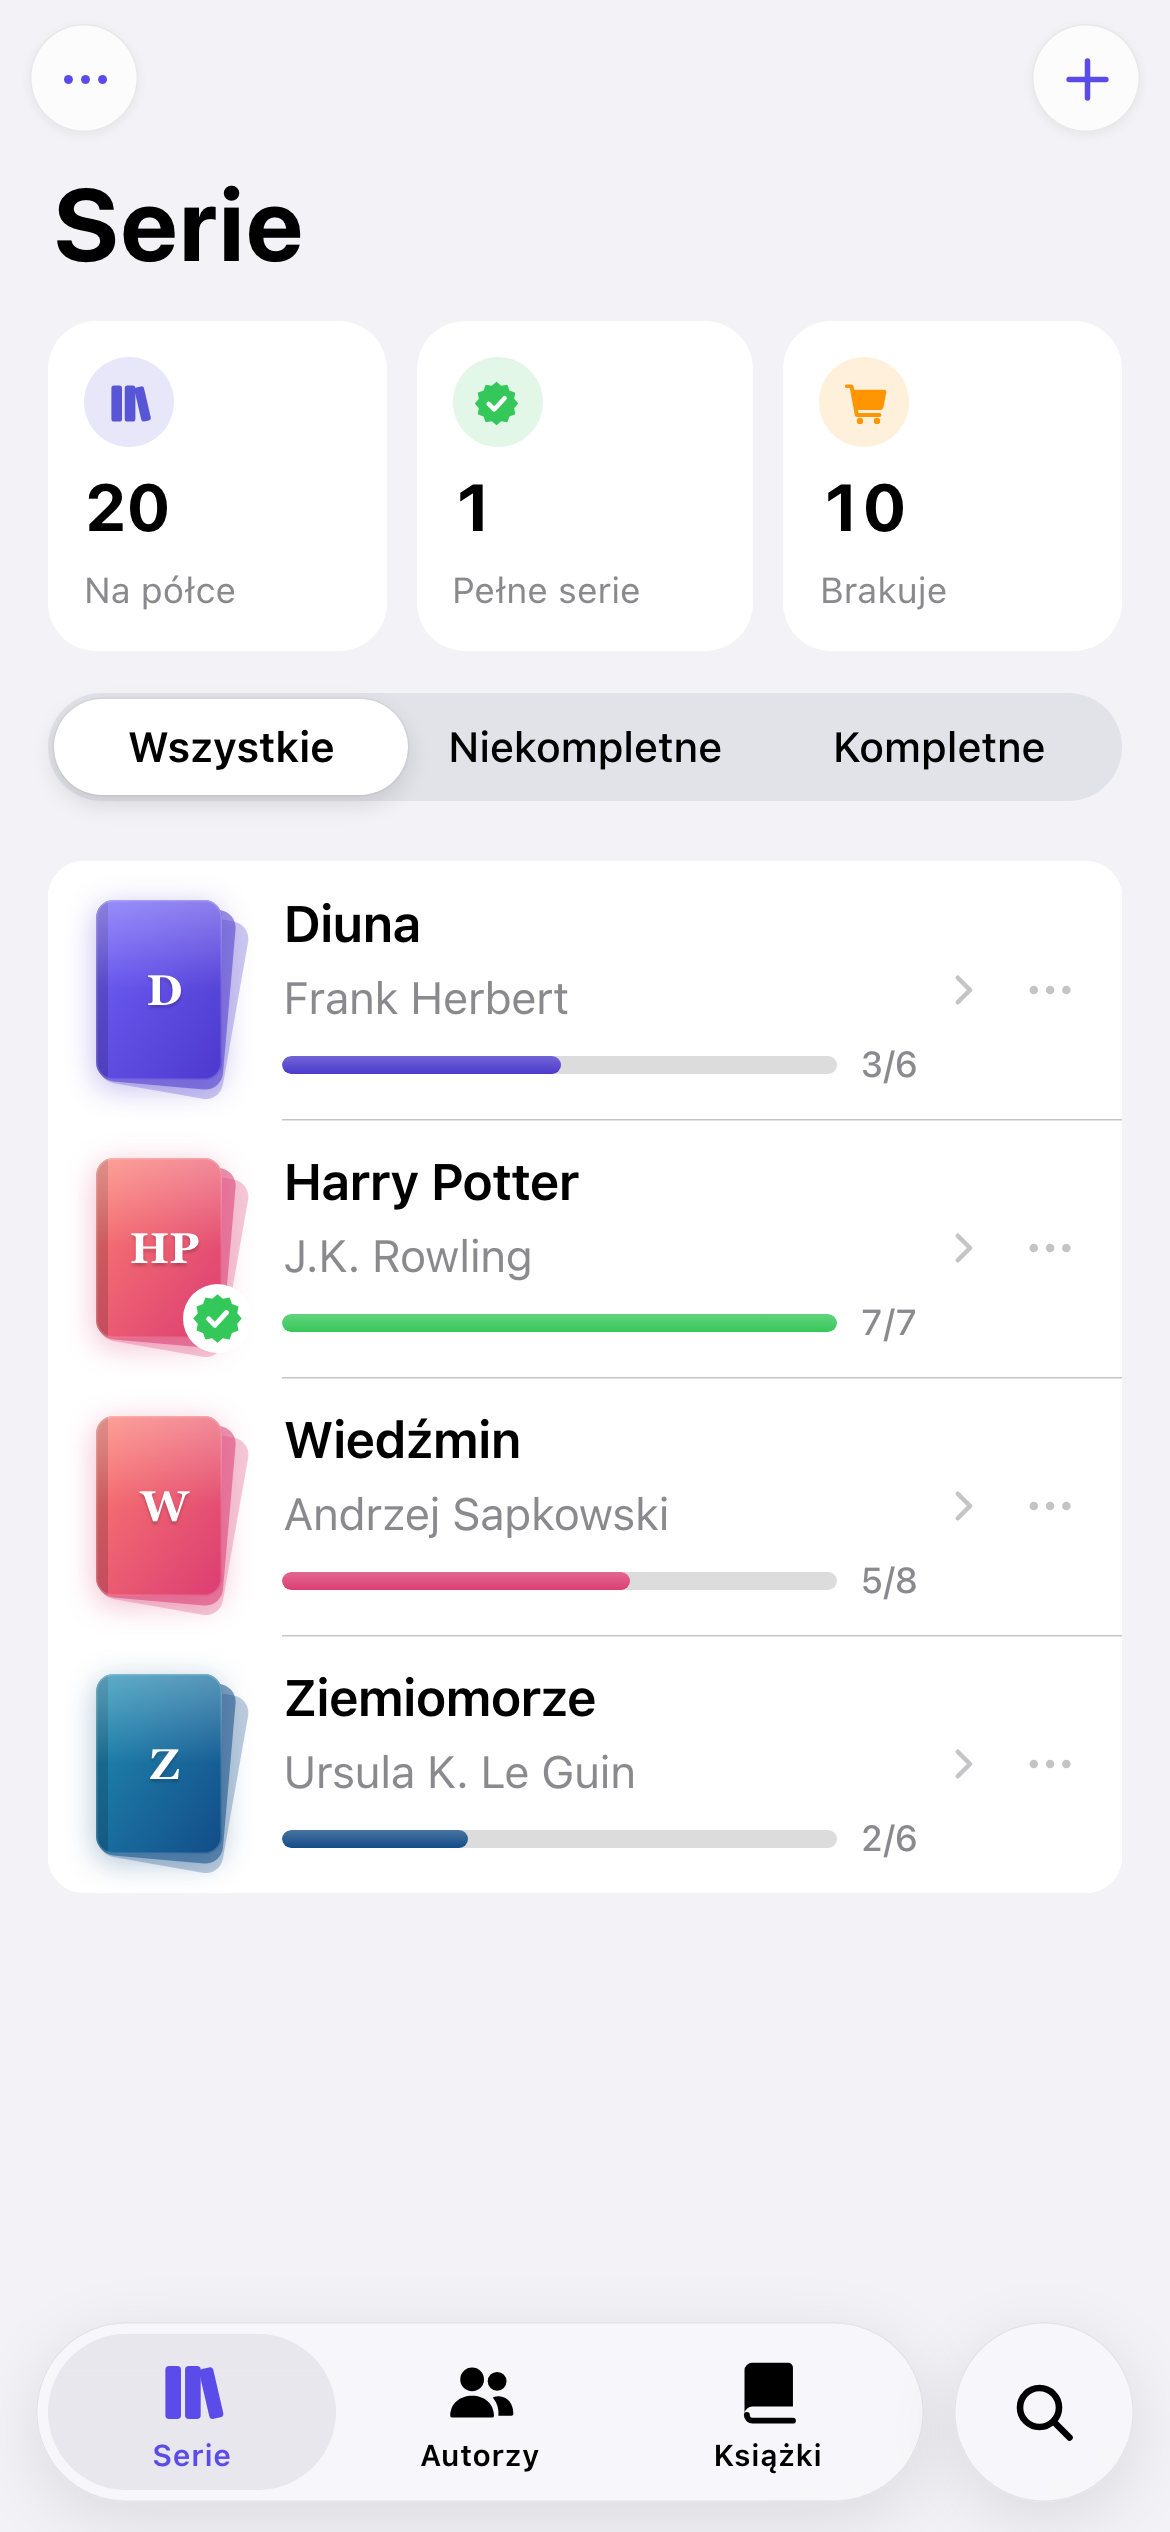 Serie
20
Na półce
1
Pełne serie
10
Brakuje
Wszystkie
Niekompletne
Kompletne
D
Diuna
Frank Herbert
3/6
HP
Harry Potter
J.K. Rowling
7/7
W
Wiedźmin
Andrzej Sapkowski
5/8
Z
Ziemiomorze
Ursula K. Le Guin
2/6
Serie
Autorzy
Książki